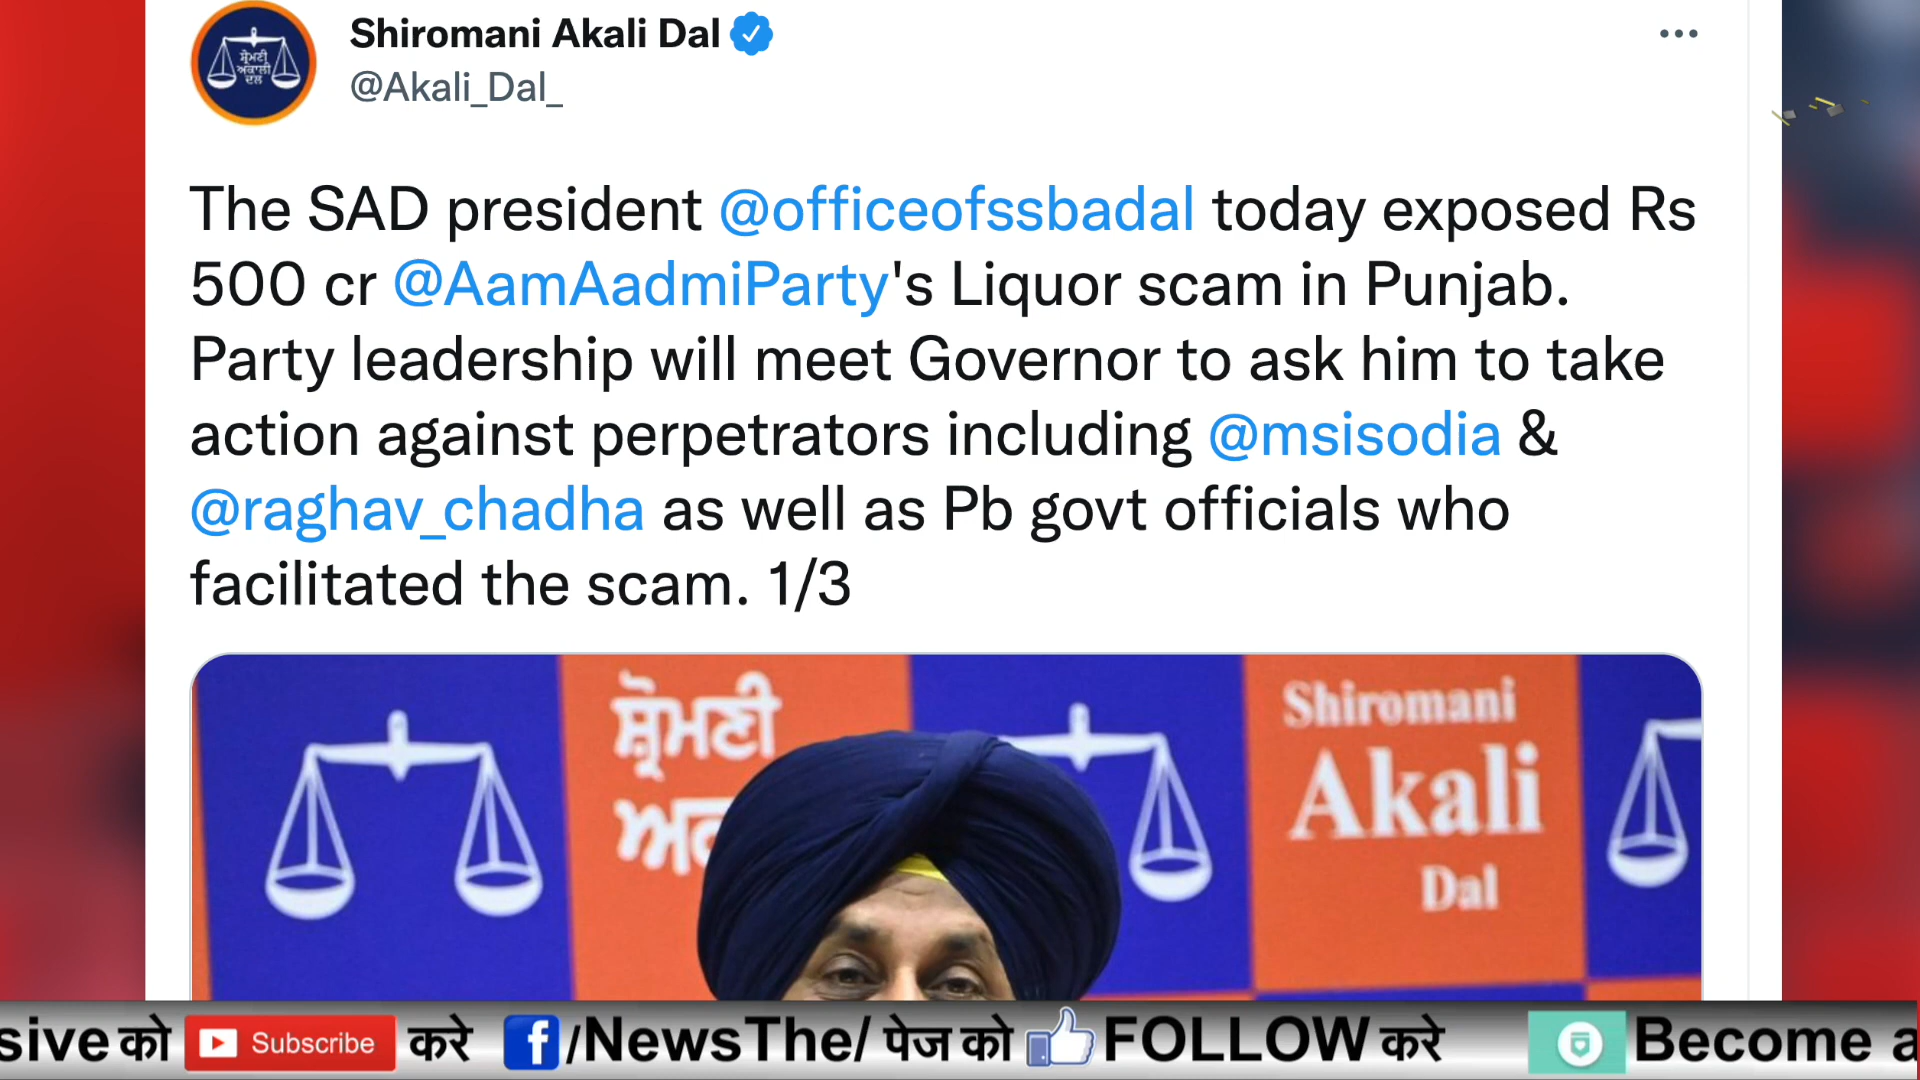 Shiromani Akali Dal
@Akali_Dal_
ਸ਼੍ਰੋਮਣੀ
ਅਕਾਲੀ
ਦਲ
The SAD president @officeofssbadal today exposed Rs
500 cr @AamAadmiParty's Liquor scam in Punjab.
Party leadership will meet Governor to ask him to take
action against perpetrators including @msisodia &
@raghav_chadha as well as Pb govt officials who
facilitated the scam. 1/3
ਸ਼੍ਰੋਮਣੀ
Shiromani
Akali
Dal
sive को Subscribe करे f/NewsThe/ पेज को FOLLOW करे Become a